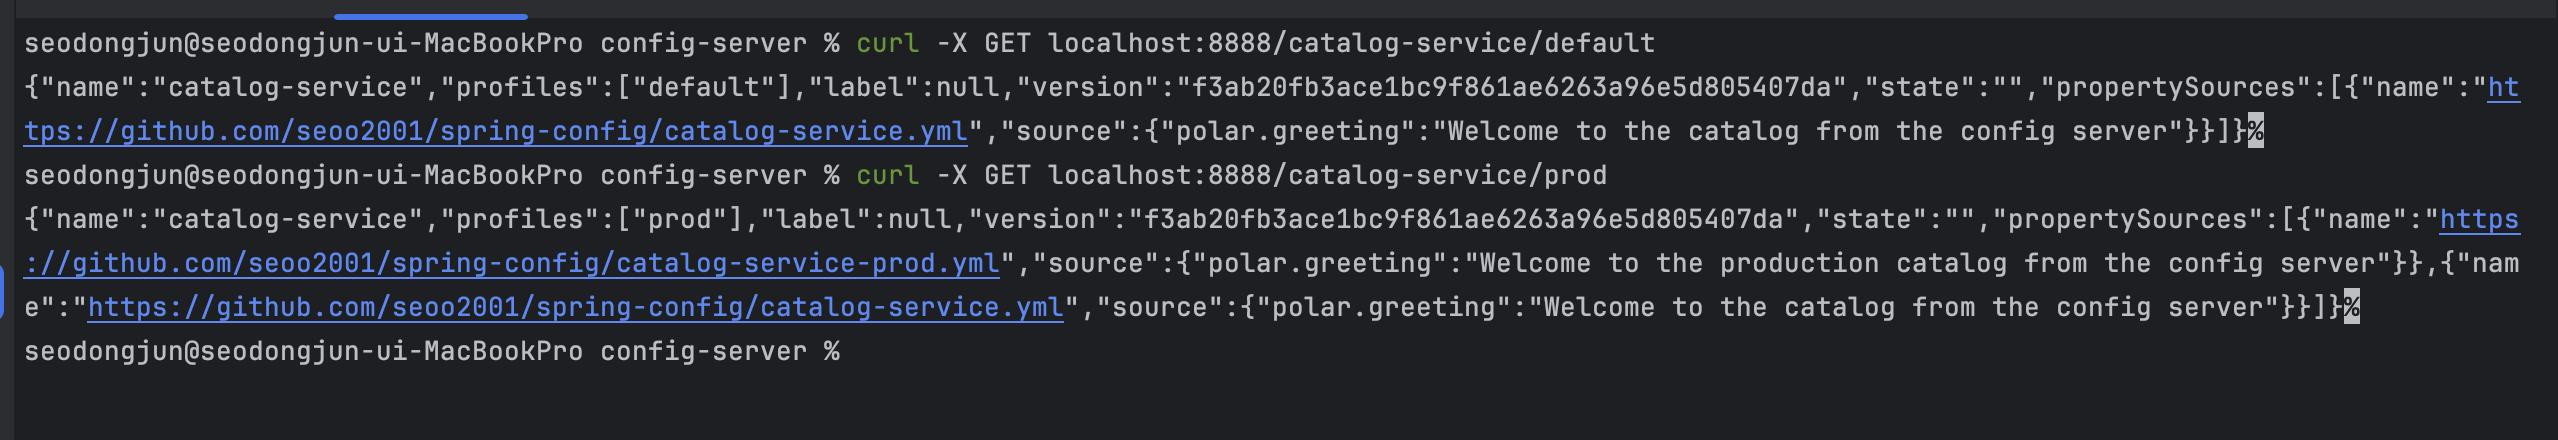 seodongjun@seodongjun-ui-MacBookPro config-server % curl -X GET localhost:8888/catalog-service/default
{"name":"catalog-service","profiles":["default"],"label":null,"version":"f3ab20fb3ace1bc9f861ae6263a96e5d805407da","state":"","propertySources":[{"name":"ht
tps://github.com/seoo2001/spring-config/catalog-service.yml","source":{"polar.greeting":"Welcome to the catalog from the config server"}}]}%
seodongjun@seodongjun-ui-MacBookPro config-server % curl -X GET localhost:8888/catalog-service/prod
{"name":"catalog-service","profiles":["prod"],"label":null,"version":"f3ab20fb3ace1bc9f861ae6263a96e5d805407da","state":"","propertySources":[{"name":"https
://github.com/seoo2001/spring-config/catalog-service-prod.yml","source":{"polar.greeting":"Welcome to the production catalog from the config server"}},{"nam
e":"https://github.com/seoo2001/spring-config/catalog-service.yml","source":{"polar.greeting":"Welcome to the catalog from the config server"}}]}%
seodongjun@seodongjun-ui-MacBookPro config-server %